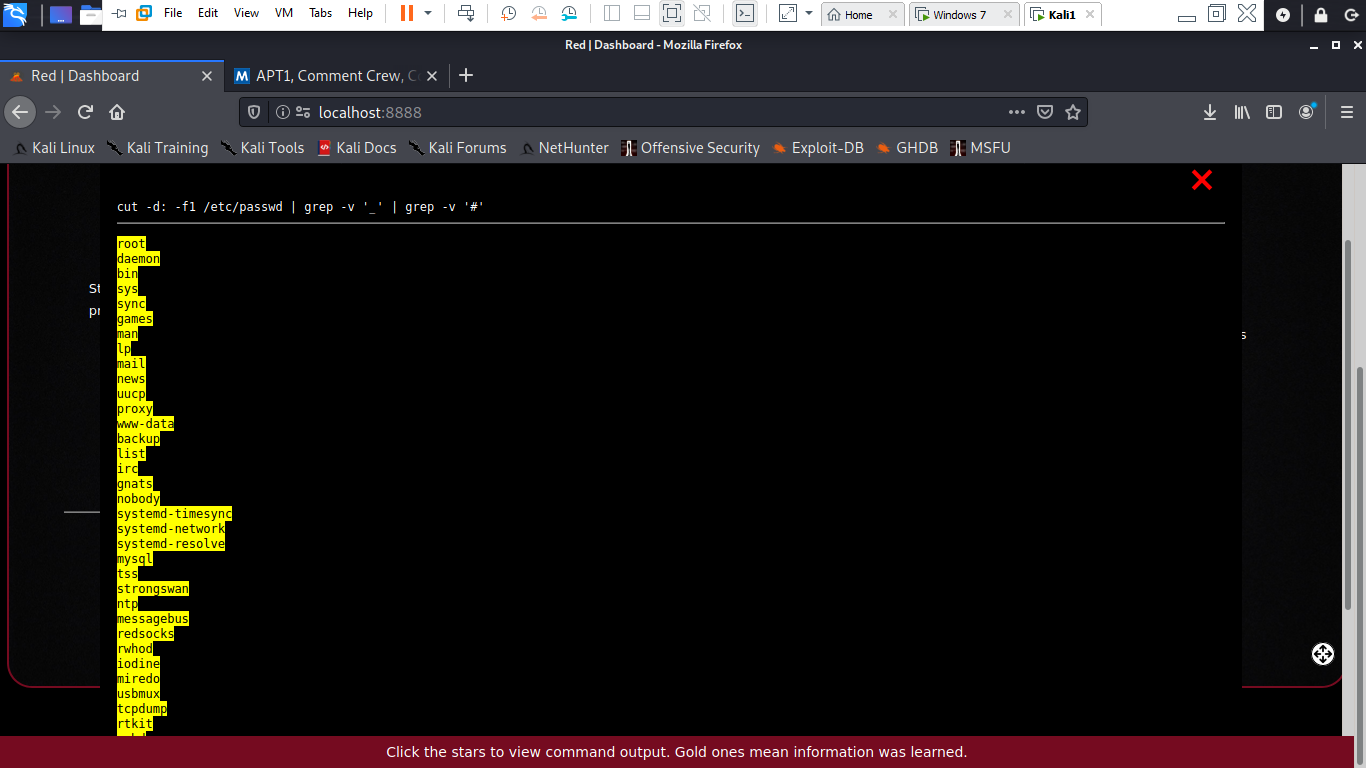 File Edit View VM Tabs Help Home Windows 7 Kali1
Red | Dashboard - Mozilla Firefox
Red | Dashboard APT1, Comment Crew, C
localhost:8888
Kali Linux Kali Training Kali Tools Kali Docs Kali Forums NetHunter Offensive Security Exploit-DB GHDB MSFU
cut -d: -f1 /etc/passwd | grep -v '_' | grep -v '#'
root
daemon
bin
sys
St
sync
pr
games
man
s
lp
mail
news
uucp
proxy
www-data
backup
list
irc
gnats
nobody
systemd-timesync
systemd-network
systemd-resolve
mysql
tss
strongswan
ntp
messagebus
redsocks
rwhod
iodine
miredo
usbmux
tcpdump
rtkit
Click the stars to view command output. Gold ones mean information was learned.